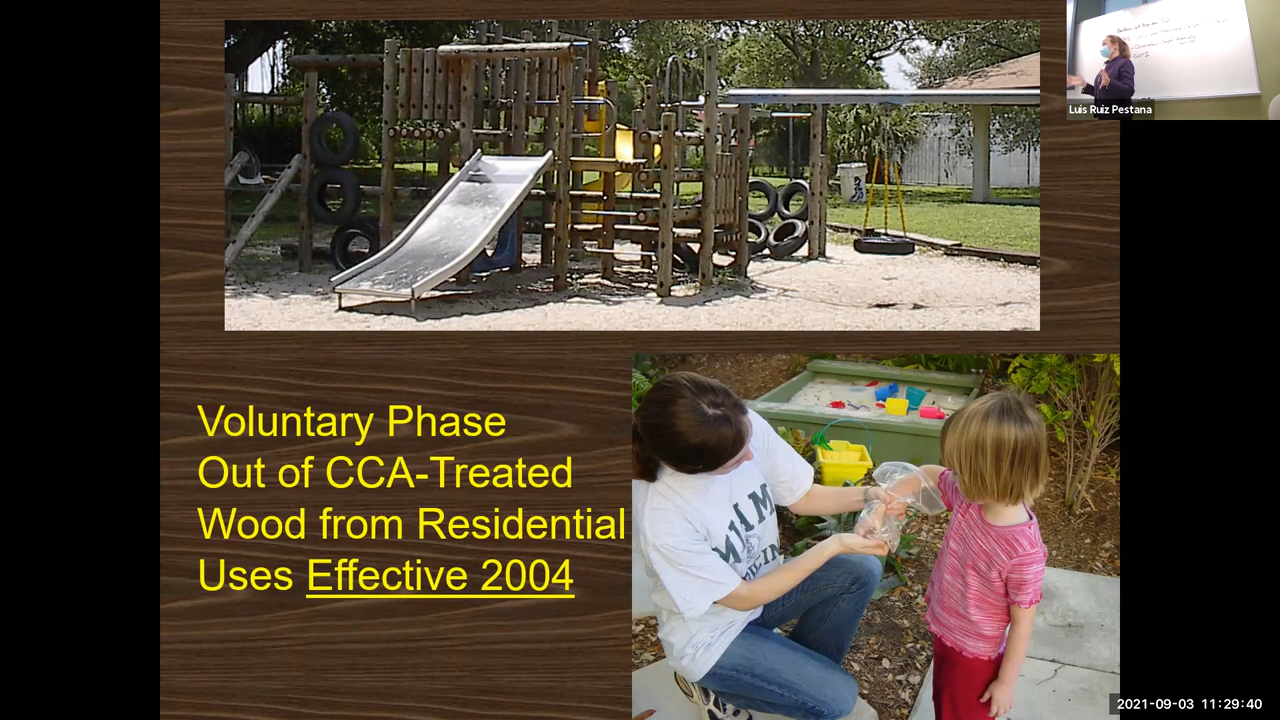 Luis Ruiz Pestana
Voluntary Phase
Out of CCA-Treated
Wood from Residential
Uses Effective 2004
2021-09-03 11:29:40